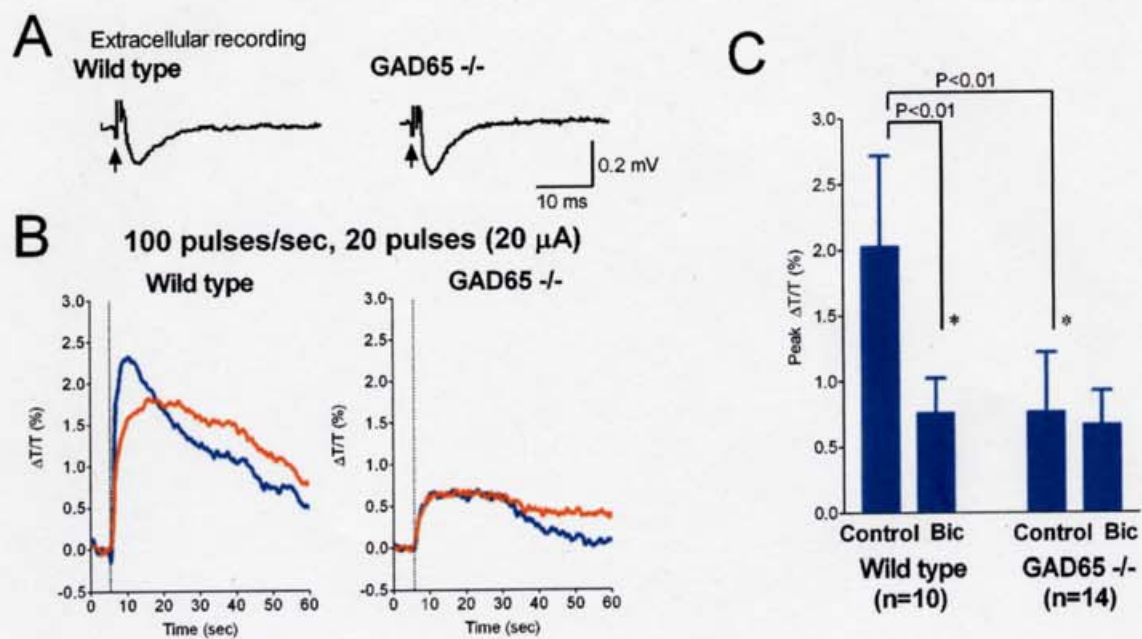 A
Extracellular recording
Wild type
GAD65 -/-
0.2 mV
10 ms
B
100 pulses/sec, 20 pulses (20 µA)
Wild type
GAD65 -/-
ΔT/T (%)
3.0
2.5
2.0
1.5
1.0
0.5
0.0
-0.5
0 10 20 30 40 50 60
Time (sec)
ΔT/T (%)
3.0
2.5
2.0
1.5
1.0
0.5
0.0
-0.5
0 10 20 30 40 50 60
Time (sec)
C
P<0.01
P<0.01
Peak ΔT/T (%)
3.0
2.5
2.0
1.5
1.0
0.5
0.0
* *
Control Bic Control Bic
Wild type GAD65 -/-
(n=10) (n=14)